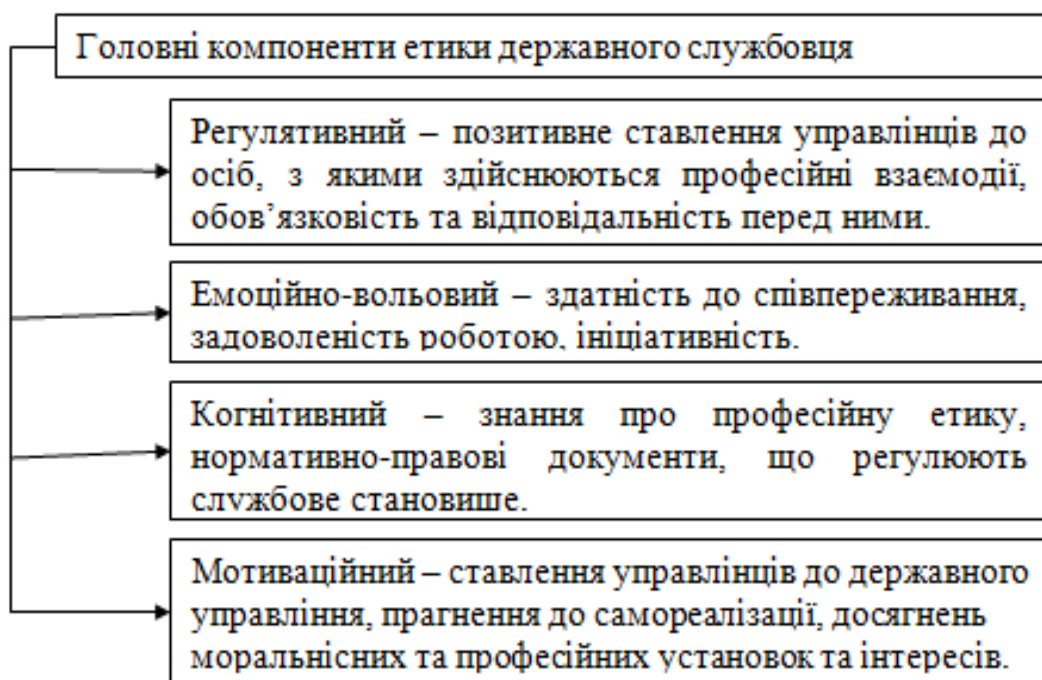 Головні компоненти етики державного службовця
Регулятивний – позитивне ставлення управлінців до
осіб, з якими здійснюються професійні взаємодії,
обов’язковість та відповідальність перед ними.
Емоційно-вольовий – здатність до співпереживання,
задоволеність роботою, ініціативність.
Когнітивний – знання про професійну етику,
нормативно-правові документи, що регулюють
службове становище.
Мотиваційний – ставлення управлінців до державного
управління, прагнення до самореалізації, досягнень
моральнісних та професійних установок та інтересів.